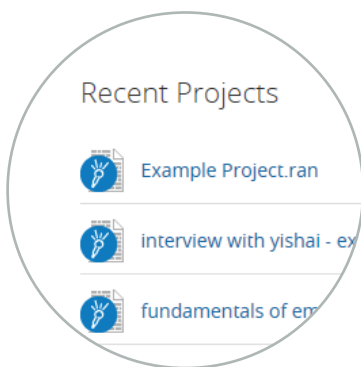 Recent Projects
Example Project.ran
interview with yishai - ex
fundamentals of em